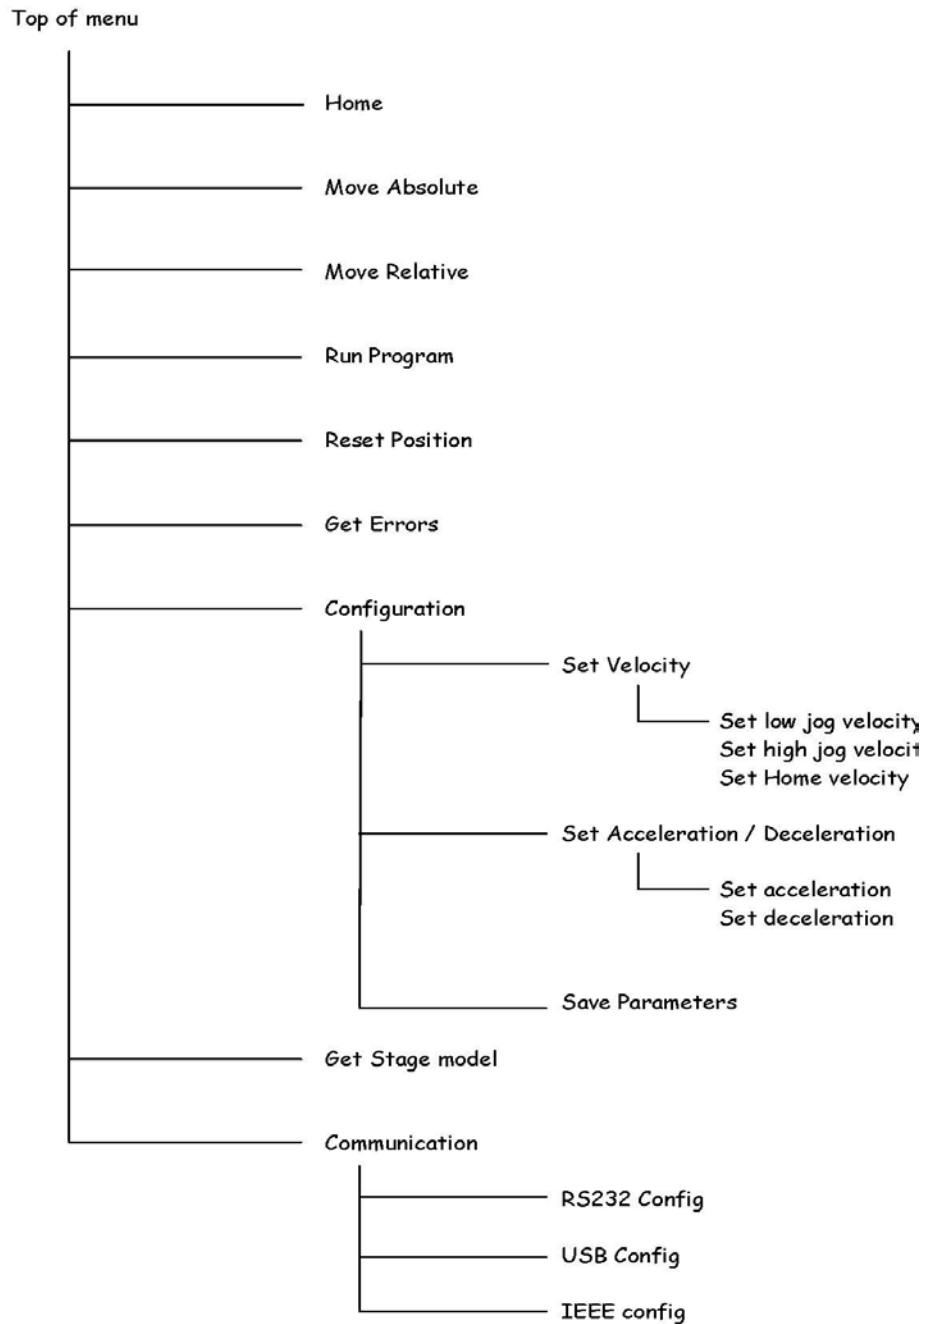 Top of menu
Home
Move Absolute
Move Relative
Run Program
Reset Position
Get Errors
Configuration
Set Velocity
Set low jog velocity
Set high jog velocit
Set Home velocity
Set Acceleration / Deceleration
Set acceleration
Set deceleration
Save Parameters
Get Stage model
Communication
RS232 Config
USB Config
IEEE config